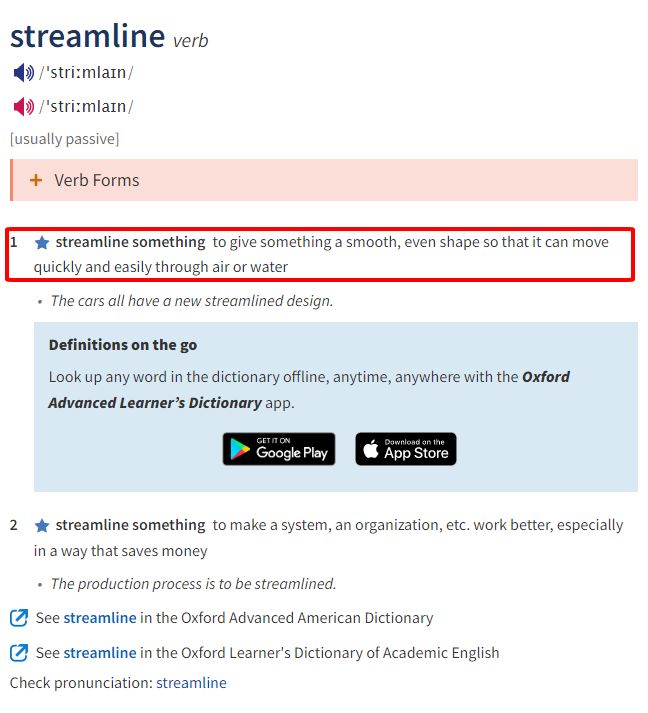 streamline verb
/ˈstriːmlaɪn/
/ˈstriːmlaɪn/
[usually passive]
+ Verb Forms
1 ★ streamline something to give something a smooth, even shape so that it can move
quickly and easily through air or water
• The cars all have a new streamlined design.
Definitions on the go
Look up any word in the dictionary offline, anytime, anywhere with the Oxford
Advanced Learner’s Dictionary app.
GET IT ON
Google Play
Download on the
App Store
2 ★ streamline something to make a system, an organization, etc. work better, especially
in a way that saves money
• The production process is to be streamlined.
See streamline in the Oxford Advanced American Dictionary
See streamline in the Oxford Learner's Dictionary of Academic English
Check pronunciation: streamline